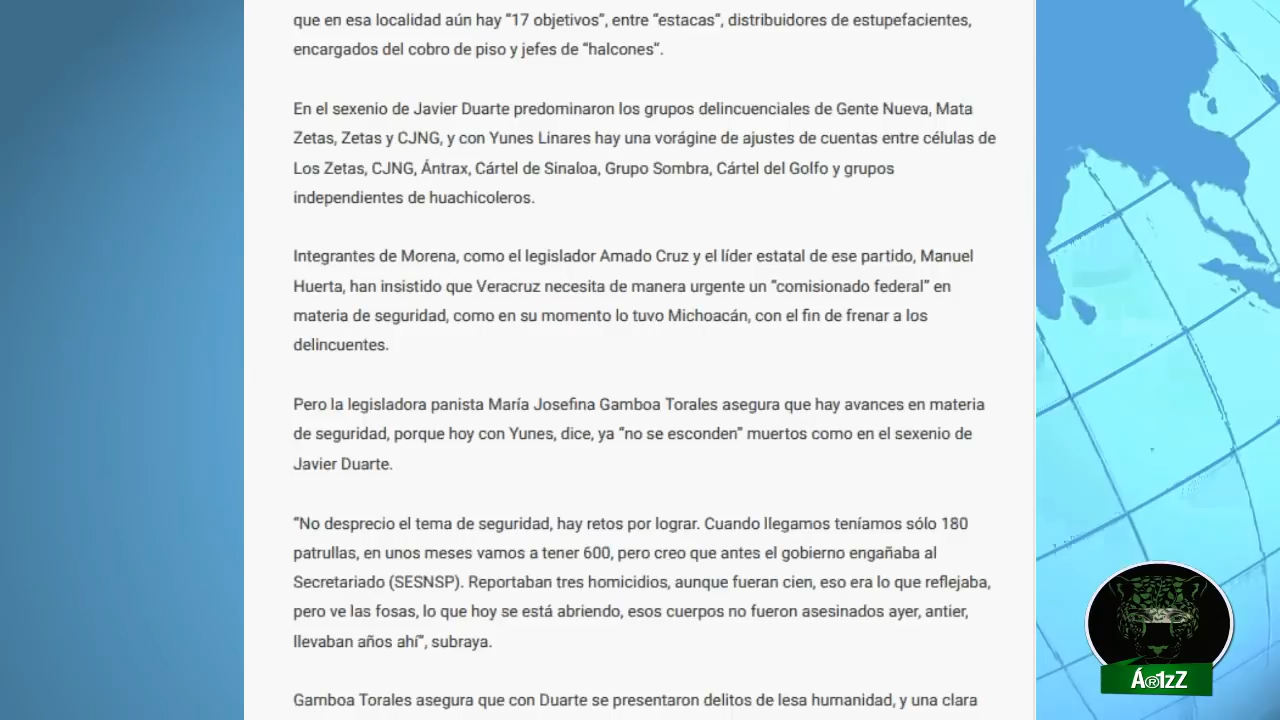 que en esa localidad aún hay “17 objetivos”, entre “estacas”, distribuidores de estupefacientes,
encargados del cobro de piso y jefes de “halcones“.
En el sexenio de Javier Duarte predominaron los grupos delincuenciales de Gente Nueva, Mata
Zetas, Zetas y CJNG, y con Yunes Linares hay una vorágine de ajustes de cuentas entre células de
Los Zetas, CJNG, Ántrax, Cártel de Sinaloa, Grupo Sombra, Cártel del Golfo y grupos
independientes de huachicoleros.
Integrantes de Morena, como el legislador Amado Cruz y el líder estatal de ese partido, Manuel
Huerta, han insistido que Veracruz necesita de manera urgente un “comisionado federal” en
materia de seguridad, como en su momento lo tuvo Michoacán, con el fin de frenar a los
delincuentes.
Pero la legisladora panista María Josefina Gamboa Torales asegura que hay avances en materia
de seguridad, porque hoy con Yunes, dice, ya “no se esconden” muertos como en el sexenio de
Javier Duarte.
“No desprecio el tema de seguridad, hay retos por lograr. Cuando llegamos teníamos sólo 180
patrullas, en unos meses vamos a tener 600, pero creo que antes el gobierno engañaba al
Secretariado (SESNSP). Reportaban tres homicidios, aunque fueran cien, eso era lo que reflejaba,
pero ve las fosas, lo que hoy se está abriendo, esos cuerpos no fueron asesinados ayer, antier,
llevaban años ahí”, subraya.
Gamboa Torales asegura que con Duarte se presentaron delitos de lesa humanidad, y una clara
Á®1zZ